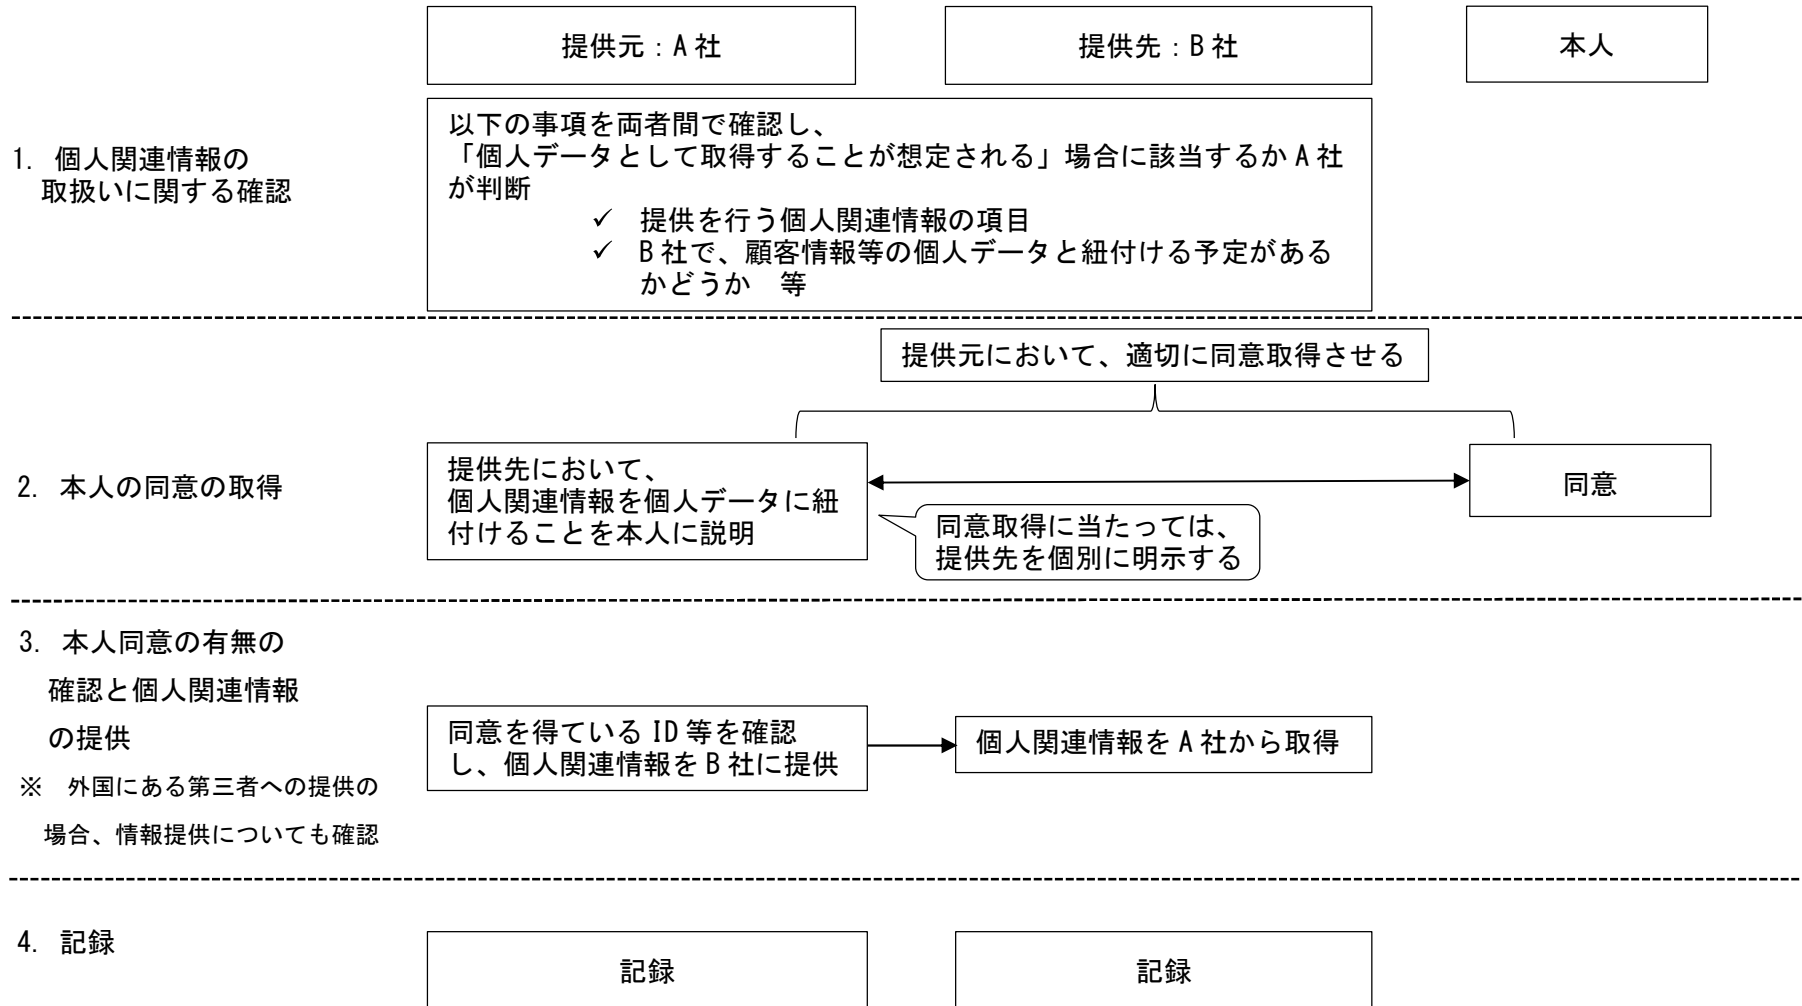 提供元：A社
提供先：B社
本人
1. 個人関連情報の
取扱いに関する確認
以下の事項を両者間で確認し、
「個人データとして取得することが想定される」場合に該当するか A 社
が判断
✓ 提供を行う個人関連情報の項目
✓ B 社で、顧客情報等の個人データと紐付ける予定がある
かどうか　等
提供元において、適切に同意取得させる
2. 本人の同意の取得
提供先において、
個人関連情報を個人データに紐
付けることを本人に説明
同意
同意取得に当たっては、
提供先を個別に明示する
3. 本人同意の有無の
確認と個人関連情報
の提供
※　外国にある第三者への提供の
場合、情報提供についても確認
同意を得ている ID 等を確認
し、個人関連情報を B 社に提供
個人関連情報を A 社から取得
4. 記録
記録
記録